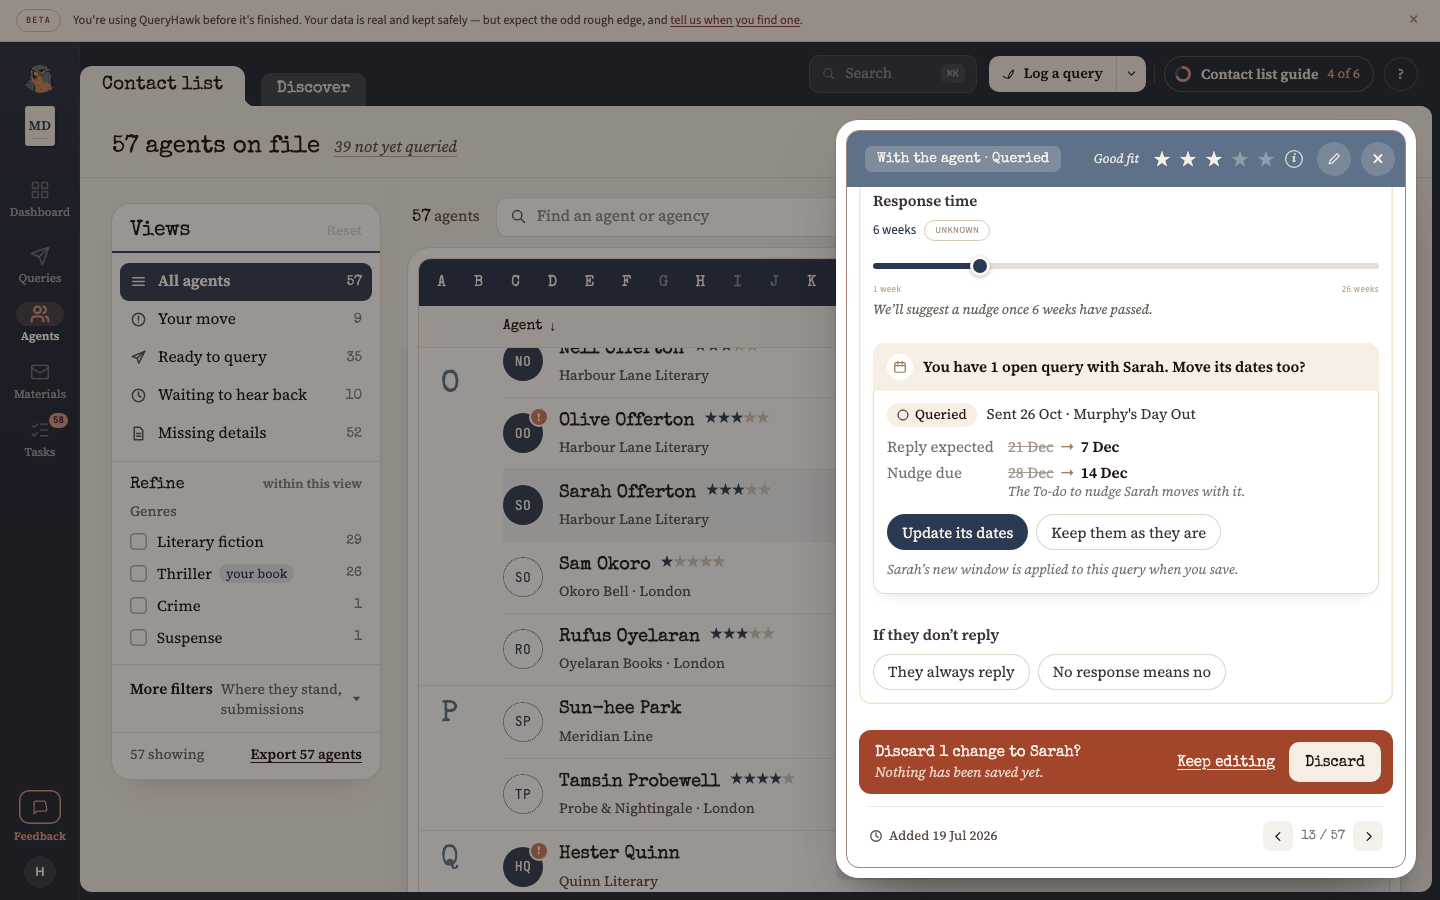 BETA
You're using QueryHawk before it's finished. Your data is real and kept safely — but expect the odd rough edge, and tell us when you find one.
×
MD
Dashboard
Queries
Agents
Materials
58
Tasks
Feedback
H
Contact list
Discover
Search
⌘K
Log a query
Contact list guide 4 of 6
?
57 agents on file
39 not yet queried
Views
Reset
All agents 57
Your move 9
Ready to query 35
Waiting to hear back 10
Missing details 52
Refine
within this view
Genres
Literary fiction 29
Thriller your book 26
Crime 1
Suspense 1
More filters
Where they stand,
submissions
57 showing
Export 57 agents
57 agents
Find an agent or agency
A B C D E F G H I J K
Agent ↓
O
NO
Nell Offerton
Harbour Lane Literary
OO
!
Olive Offerton
Harbour Lane Literary
SO
Sarah Offerton
Harbour Lane Literary
SO
Sam Okoro
Okoro Bell · London
RO
Rufus Oyelaran
Oyelaran Books · London
P
SP
Sun-hee Park
Meridian Line
TP
Tamsin Probewell
Probe & Nightingale · London
Q
HQ
!
Hester Quinn
Quinn Literary
With the agent · Queried
Good fit
i
Response time
6 weeks
UNKNOWN
1 week
26 weeks
We'll suggest a nudge once 6 weeks have passed.
You have 1 open query with Sarah. Move its dates too?
Queried
Sent 26 Oct · Murphy's Day Out
Reply expected 21 Dec → 7 Dec
Nudge due 28 Dec → 14 Dec
The To-do to nudge Sarah moves with it.
Update its dates
Keep them as they are
Sarah's new window is applied to this query when you save.
If they don't reply
They always reply
No response means no
Discard 1 change to Sarah?
Nothing has been saved yet.
Keep editing
Discard
Added 19 Jul 2026
13 / 57